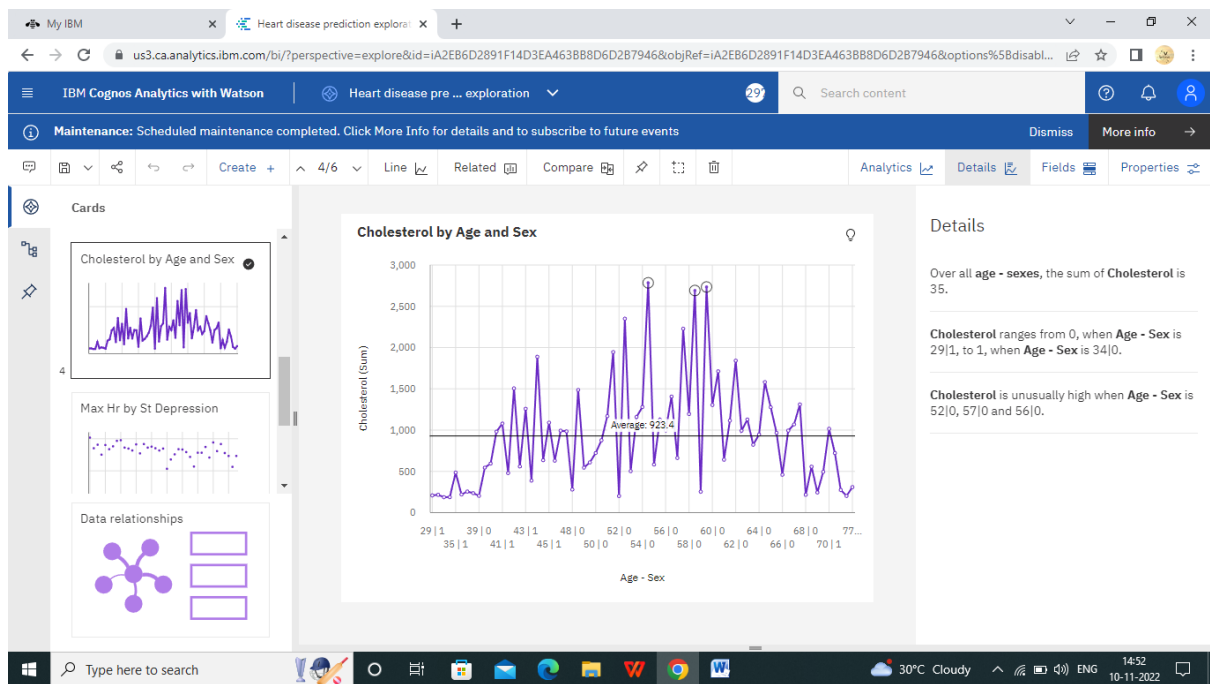 My IBM
Heart disease prediction explorat
us3.ca.analytics.ibm.com/bi/?perspective=explore&id=iA2EB6D2891F14D3EA463BB8D6D2B7946&objRef=iA2EB6D2891F14D3EA463BB8D6D2B7946&options%5Bdisabl...
IBM Cognos Analytics with Watson
Heart disease pre ... exploration
Search content
Maintenance: Scheduled maintenance completed. Click More Info for details and to subscribe to future events
Dismiss
More info
Create +
4/6
Line
Related
Compare
Analytics
Details
Fields
Properties
Cards
Cholesterol by Age and Sex
4
Max Hr by St Depression
Data relationships
Cholesterol by Age and Sex
Cholesterol (Sum)
3,000
2,500
2,000
1,500
1,000
500
0
Average: 923.4
29|1 39|0 43|1 48|0 52|0 56|0 60|0 64|0 68|0 77...
35|1 41|1 45|1 50|0 54|0 58|0 62|0 66|0 70|1
Age - Sex
Details
Over all age - sexes, the sum of Cholesterol is
35.
Cholesterol ranges from 0, when Age - Sex is
29|1, to 1, when Age - Sex is 34|0.
Cholesterol is unusually high when Age - Sex is
52|0, 57|0 and 56|0.
Type here to search
30°C Cloudy
ENG
14:52
10-11-2022